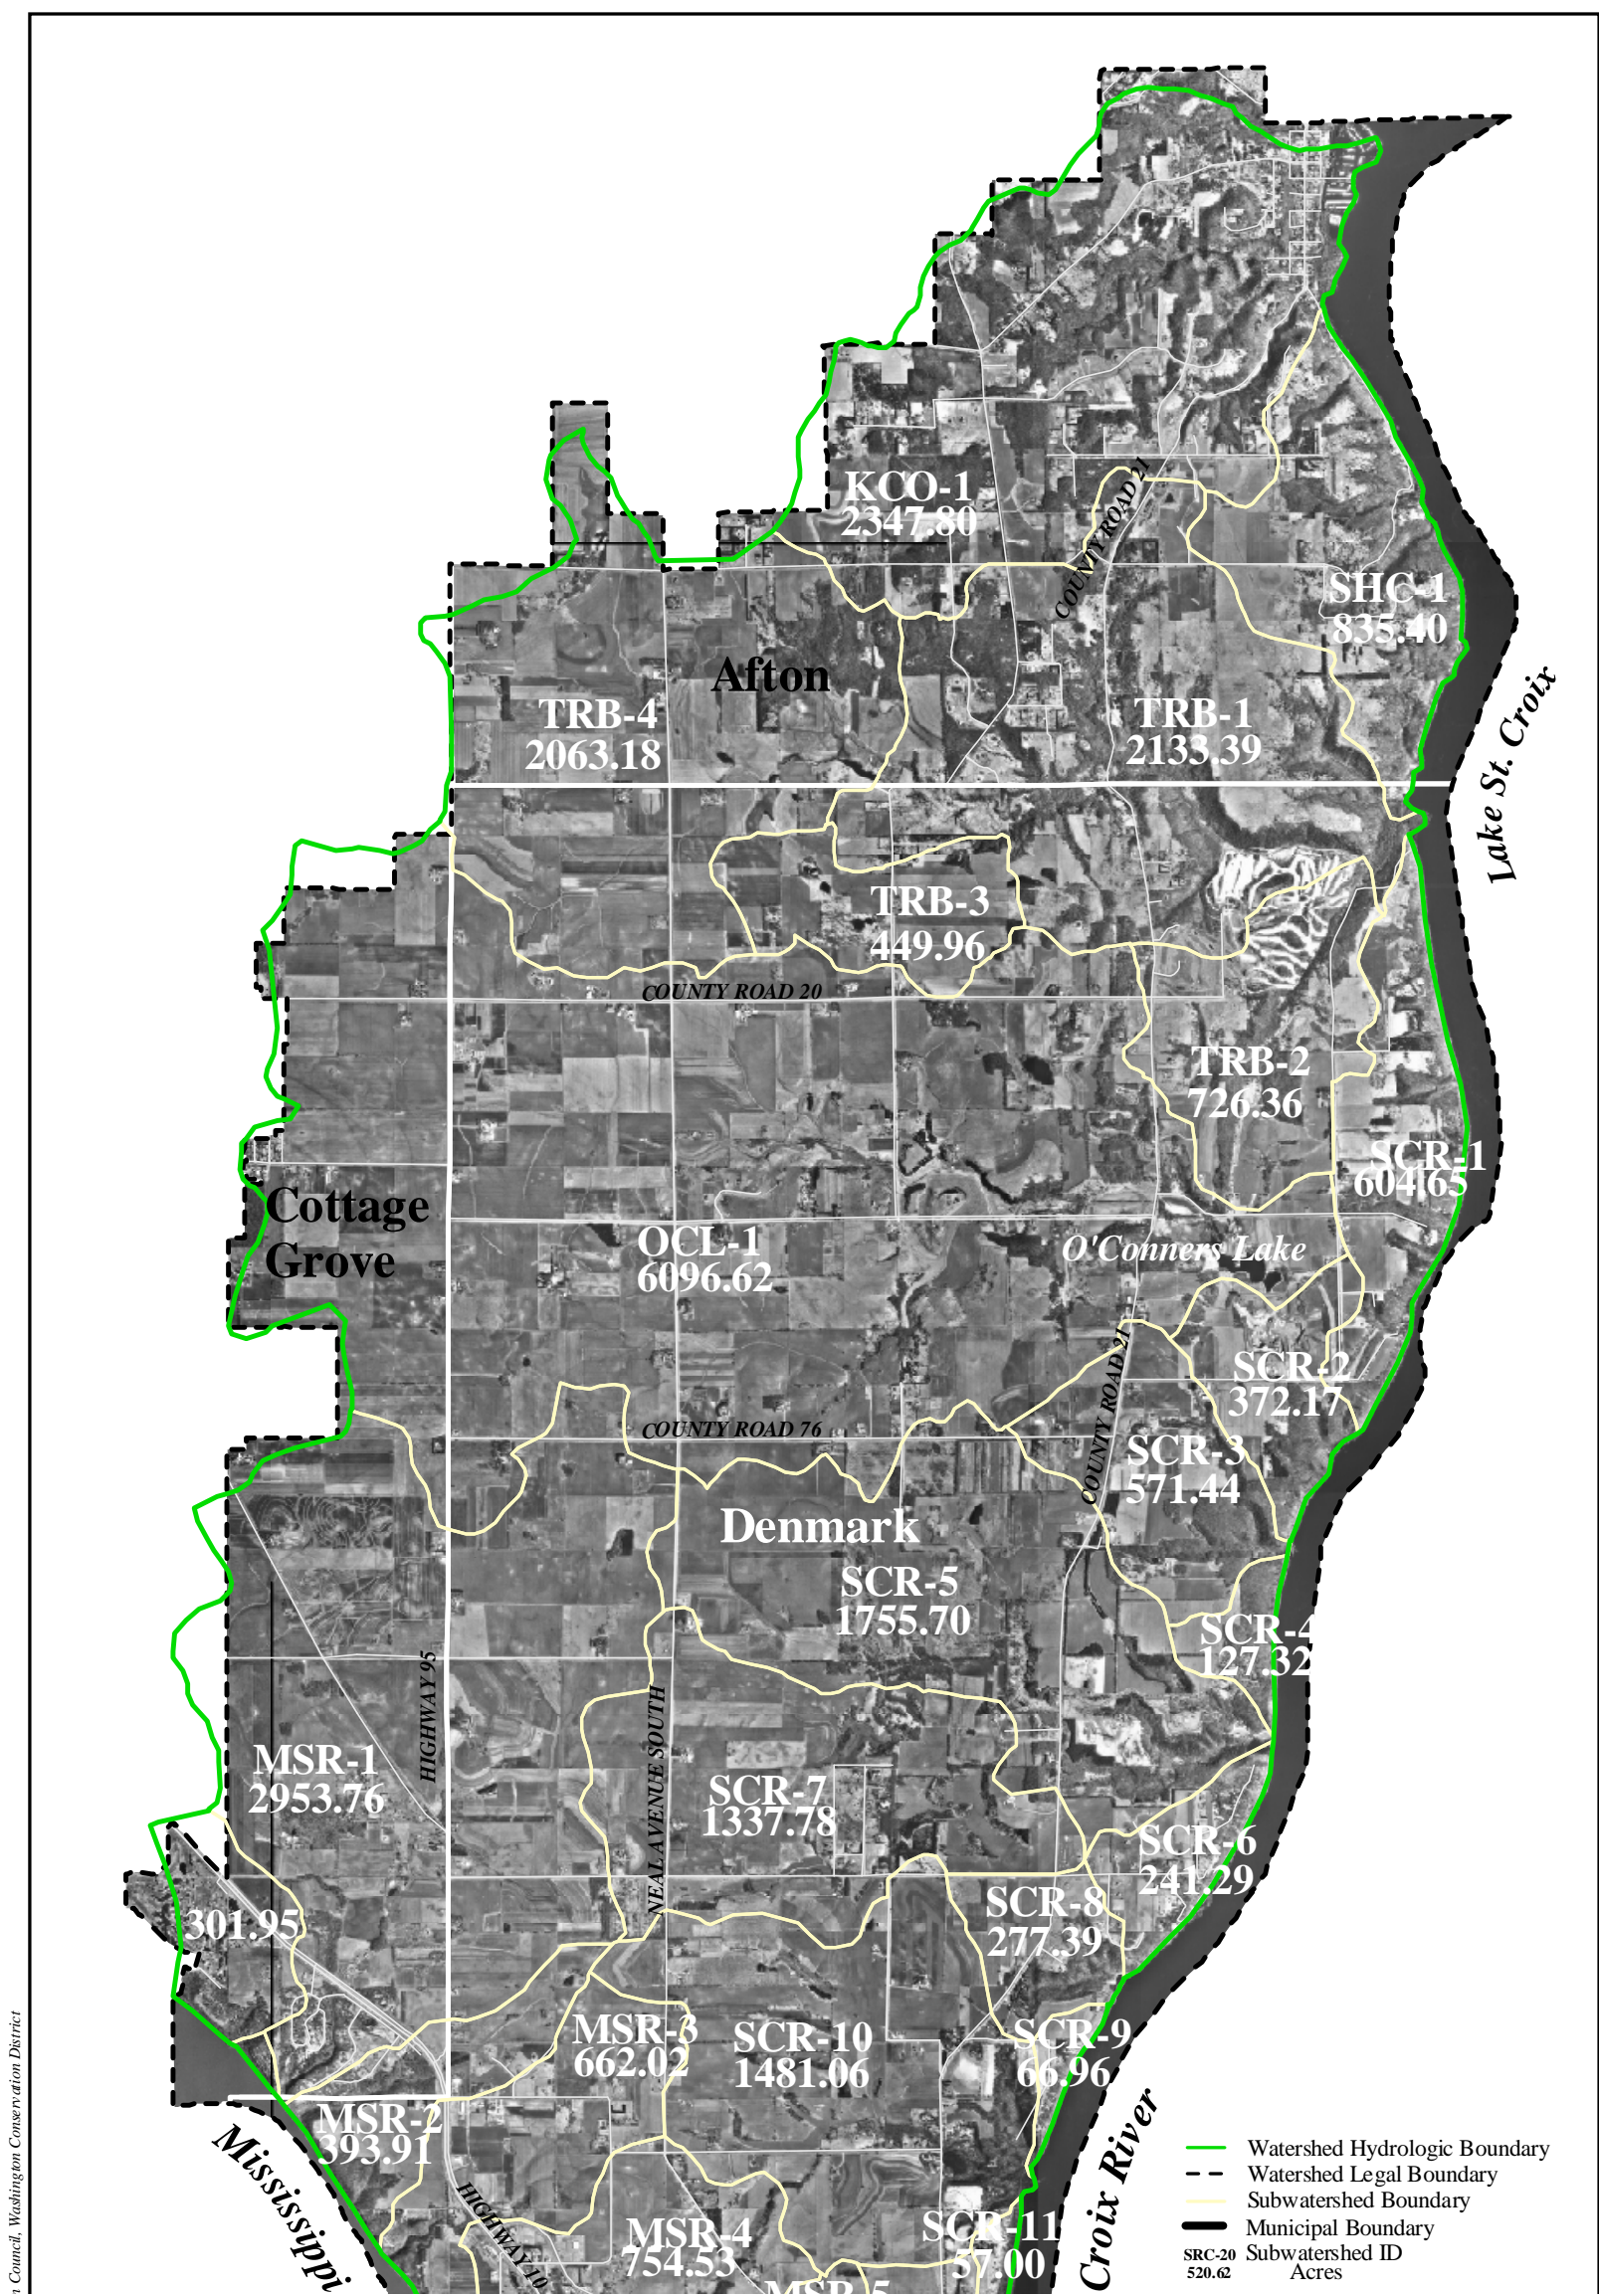 KCO-1
2347.80
COUNTY ROAD 21
SHC-1
835.40
Afton
TRB-4
2063.18
TRB-1
2133.39
Lake St. Croix
TRB-3
449.96
COUNTY ROAD 20
TRB-2
726.36
SCR-1
604.65
Cottage
Grove
OCL-1
6096.62
O'Conners Lake
COUNTY ROAD 21
SCR-2
372.17
COUNTY ROAD 76
SCR-3
571.44
Denmark
SCR-5
1755.70
SCR-4
127.32
HIGHWAY 95
NEAL AVENUE SOUTH
MSR-1
2953.76
SCR-7
1337.78
SCR-6
241.29
SCR-8
277.39
301.95
MSR-3
662.02
SCR-10
1481.06
SCR-9
66.96
MSR-2
393.91
Mississippi
HIGHWAY 10
MSR-4
754.53
SCR-11
57.00
MSR-5
Croix River
Watershed Hydrologic Boundary
Watershed Legal Boundary
Subwatershed Boundary
Municipal Boundary
SRC-20 Subwatershed ID
520.62 Acres
Council, Washington Conservation District